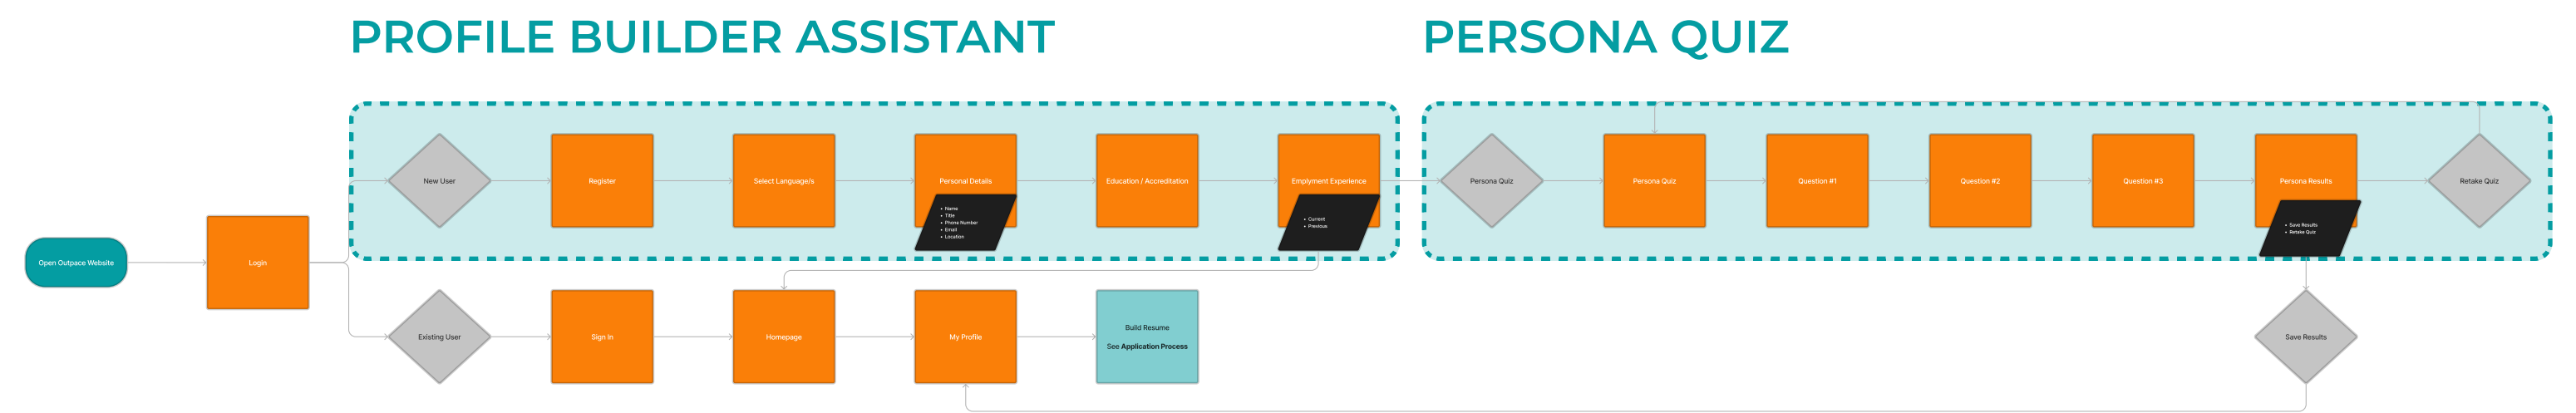 PROFILE BUILDER ASSISTANT
PERSONA QUIZ
New User
Register
Select Language/s
Personal Details
• Name
• Title
• Phone Number
• Email
• Location
Education / Accreditation
Emplyment Experience
• Current
• Previous
Persona Quiz
Persona Quiz
Question #1
Question #2
Question #3
Persona Results
• Save Results
• Retake Quiz
Retake Quiz
Open Outpace Website
Login
Existing User
Sign In
Homepage
My Profile
Build Resume
See Application Process
Save Results